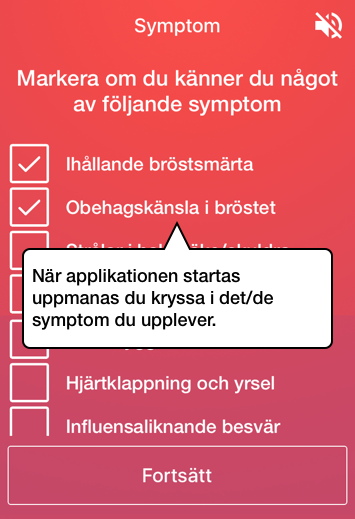 Symptom
Markera om du känner du något
av följande symptom
Ihållande bröstsmärta
Obehagskänsla i bröstet
När applikationen startas
uppmanas du kryssa i det/de
symptom du upplever.
Hjärtklappning och yrsel
Influensaliknande besvär
Fortsätt